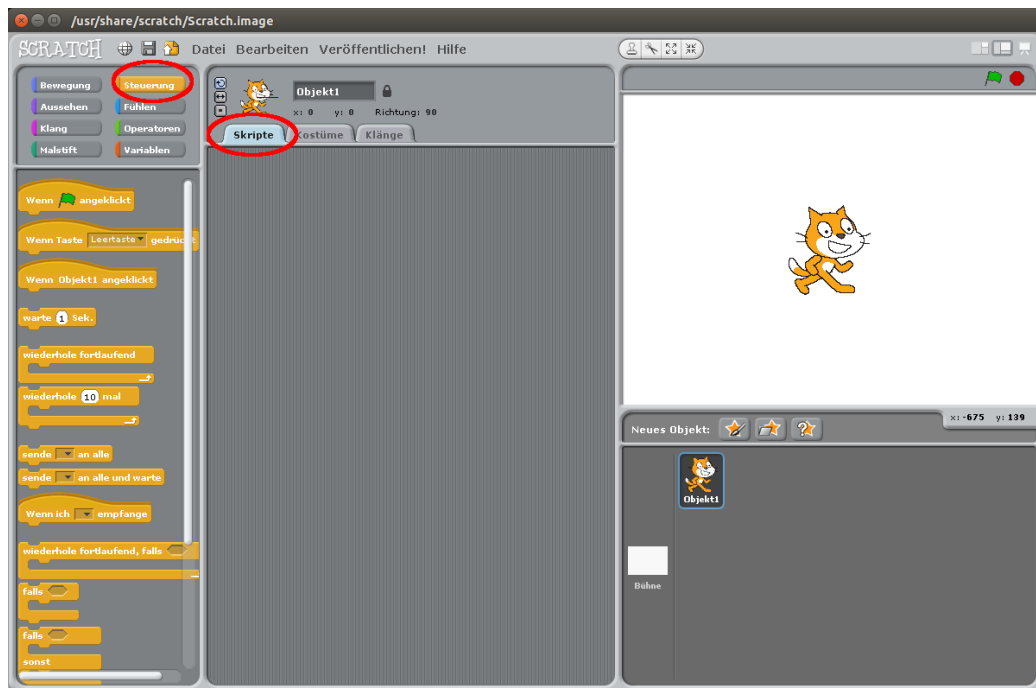 /usr/share/scratch/Scratch.image
SCRATCH Datei Bearbeiten Veröffentlichen! Hilfe
Bewegung Steuerung
Aussehen Fühlen
Klang Operatoren
Malstift Variablen
Wenn angeklickt
Wenn Taste Leertaste gedrückt
Wenn Objekt1 angeklickt
warte 1 Sek.
wiederhole fortlaufend
wiederhole 10 mal
sende an alle
sende an alle und warte
Wenn ich empfange
wiederhole fortlaufend, falls
falls
falls
sonst
Objekt1
x: 0 y: 0 Richtung: 90
Skripte Kostüme Klänge
x: -675 y: 139
Neues Objekt:
Objekt1
Bühne